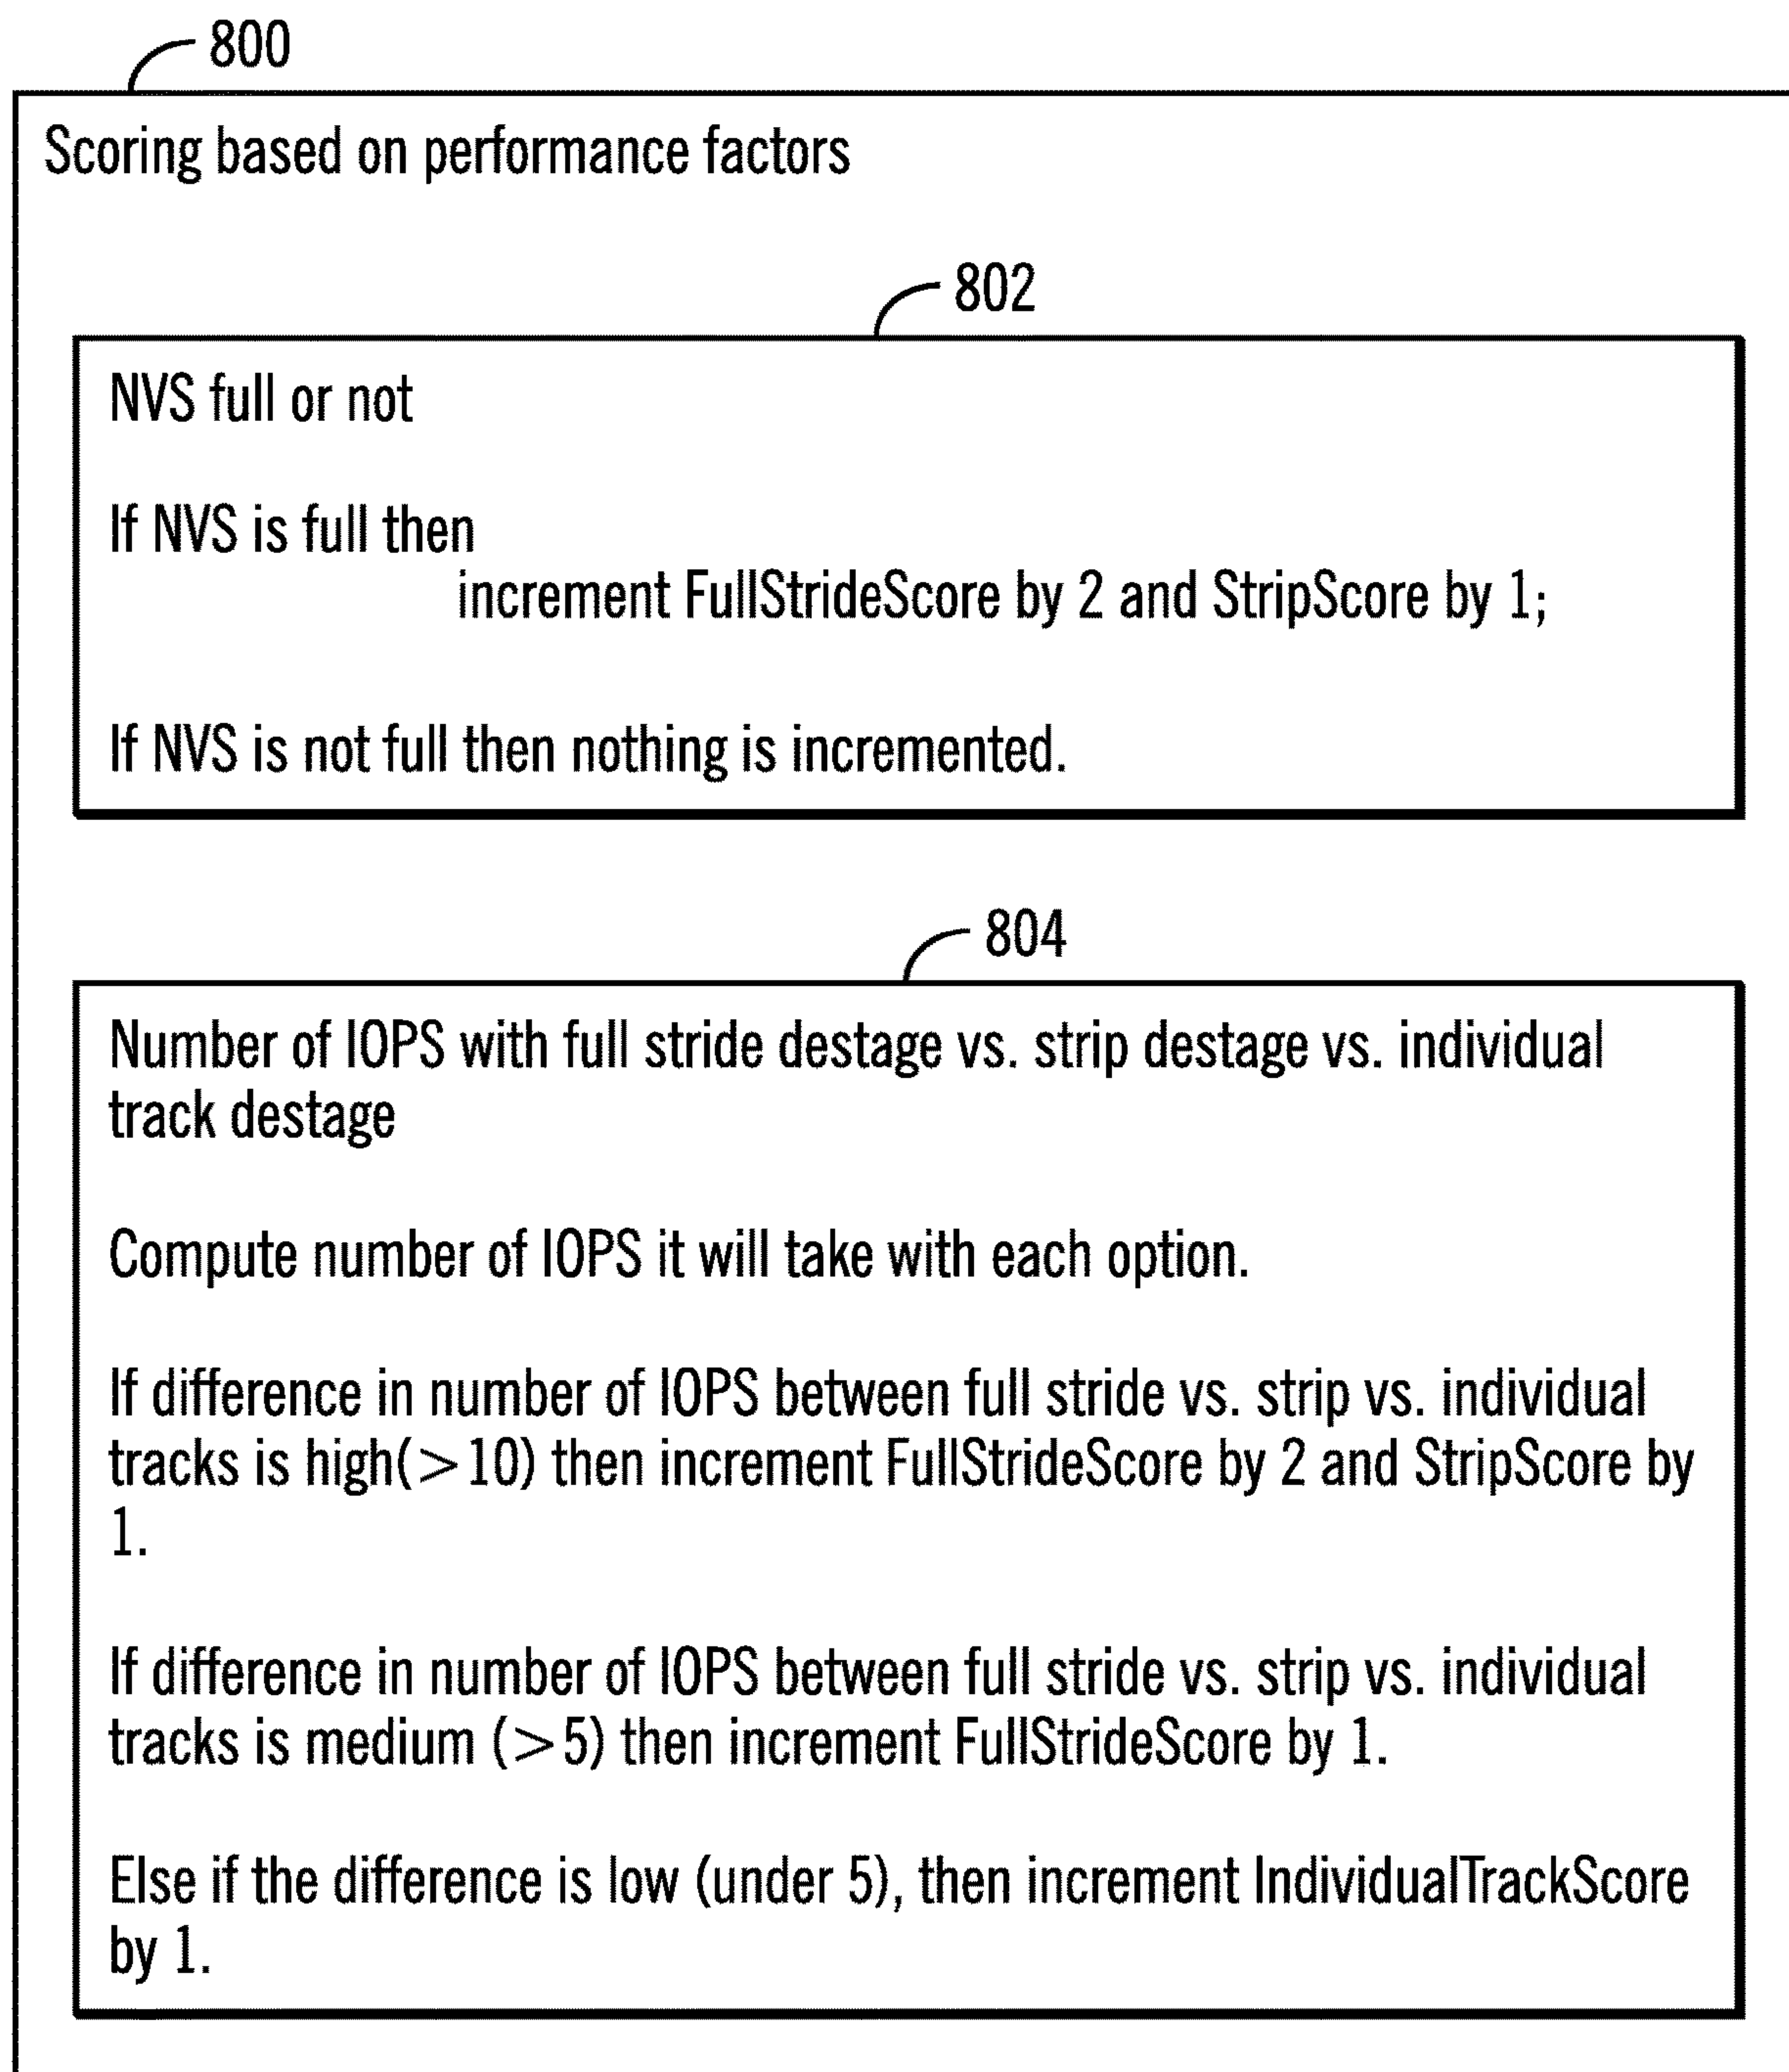 800
Scoring based on performance factors
802
NVS full or not
If NVS is full then
increment FullStrideScore by 2 and StripScore by 1;
If NVS is not full then nothing is incremented.
804
Number of IOPS with full stride destage vs. strip destage vs. individual
track destage
Compute number of IOPS it will take with each option.
If difference in number of IOPS between full stride vs. strip vs. individual
tracks is high(>10) then increment FullStrideScore by 2 and StripScore by
1.
If difference in number of IOPS between full stride vs. strip vs. individual
tracks is medium (>5) then increment FullStrideScore by 1.
Else if the difference is low (under 5), then increment IndividualTrackScore
by 1.